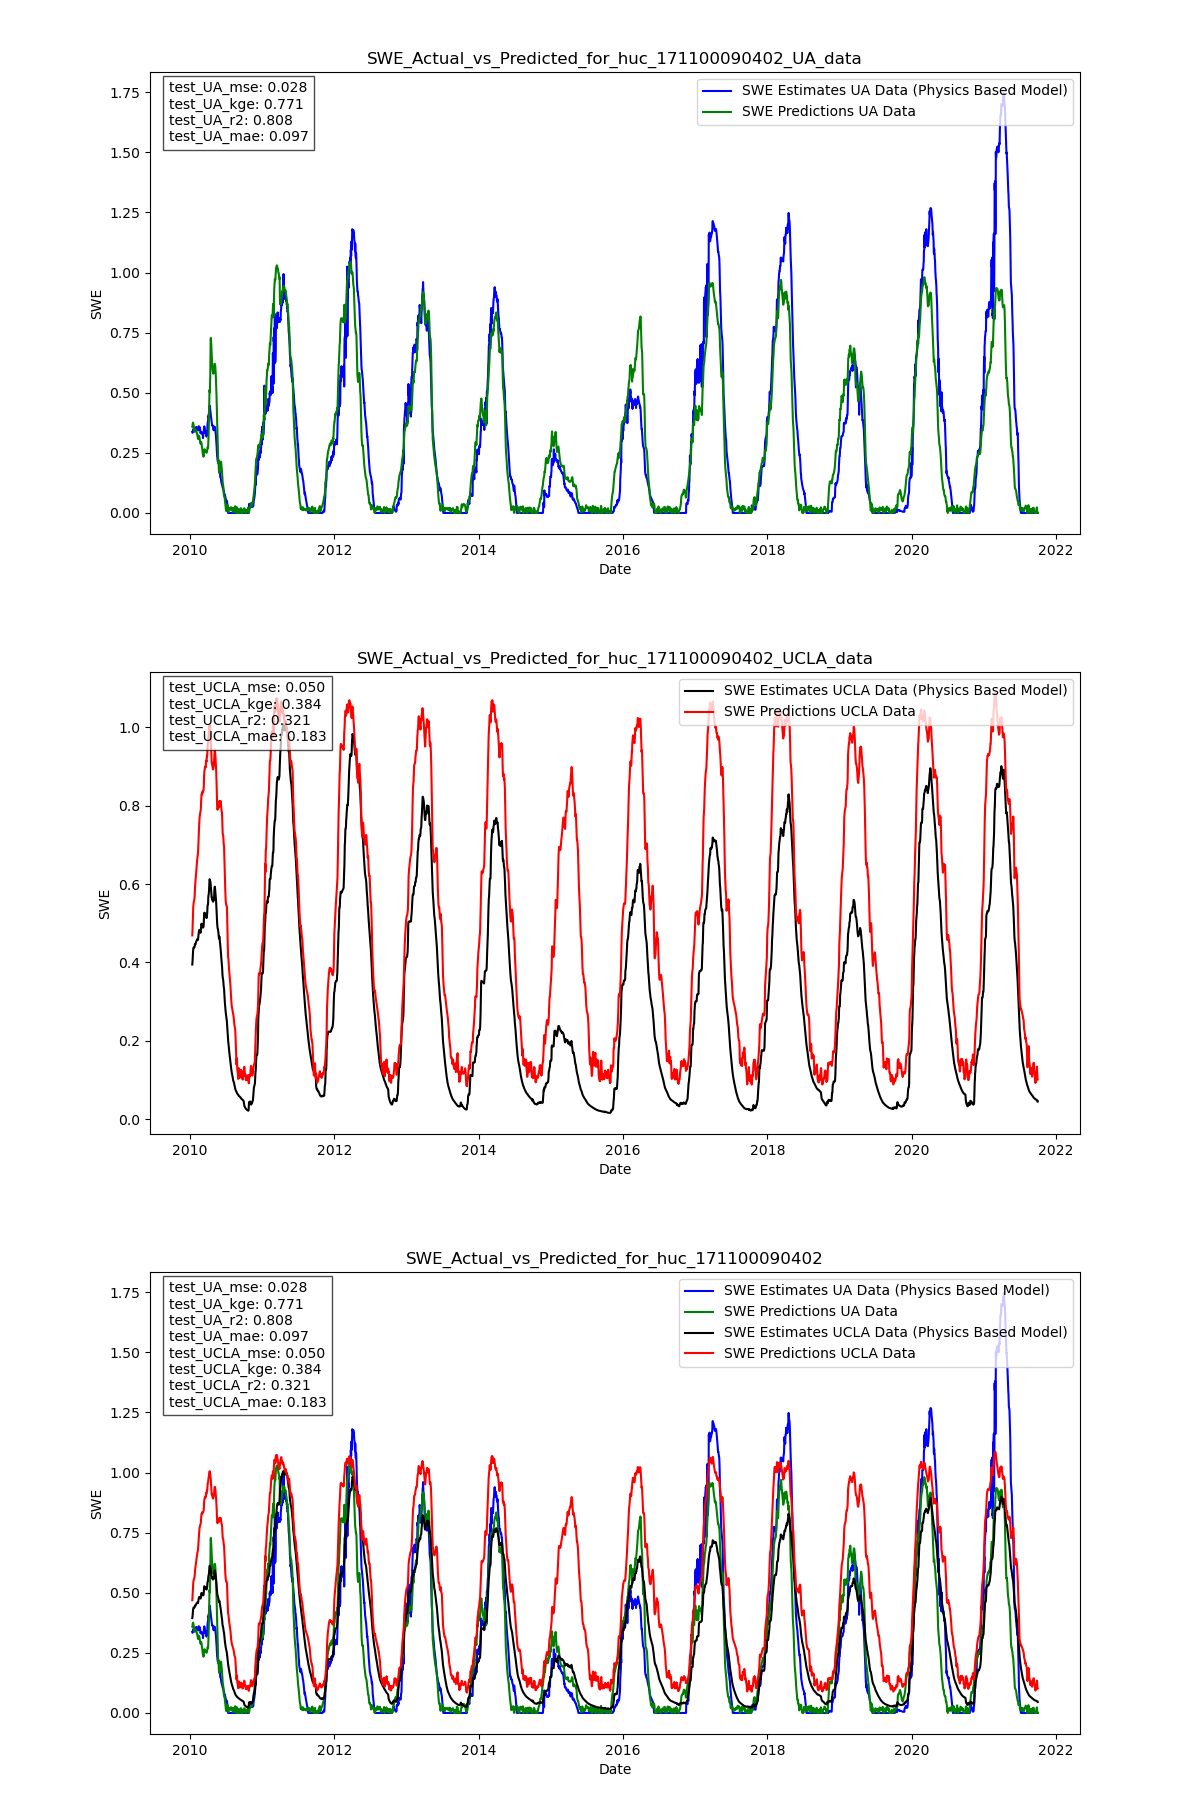 SWE_Actual_vs_Predicted_for_huc_171100090402_UA_data
test_UA_mse: 0.028
test_UA_kge: 0.771
test_UA_r2: 0.808
test_UA_mae: 0.097
SWE Estimates UA Data (Physics Based Model)
SWE Predictions UA Data
1.75
1.50
1.25
1.00
0.75
0.50
0.25
0.00
SWE
2010 2012 2014 2016 2018 2020 2022
Date
SWE_Actual_vs_Predicted_for_huc_171100090402_UCLA_data
test_UCLA_mse: 0.050
test_UCLA_kge: 0.384
test_UCLA_r2: 0.321
test_UCLA_mae: 0.183
SWE Estimates UCLA Data (Physics Based Model)
SWE Predictions UCLA Data
1.0
0.8
0.6
0.4
0.2
0.0
SWE
2010 2012 2014 2016 2018 2020 2022
Date
SWE_Actual_vs_Predicted_for_huc_171100090402
test_UA_mse: 0.028
test_UA_kge: 0.771
test_UA_r2: 0.808
test_UA_mae: 0.097
test_UCLA_mse: 0.050
test_UCLA_kge: 0.384
test_UCLA_r2: 0.321
test_UCLA_mae: 0.183
SWE Estimates UA Data (Physics Based Model)
SWE Predictions UA Data
SWE Estimates UCLA Data (Physics Based Model)
SWE Predictions UCLA Data
1.75
1.50
1.25
1.00
0.75
0.50
0.25
0.00
SWE
2010 2012 2014 2016 2018 2020 2022
Date